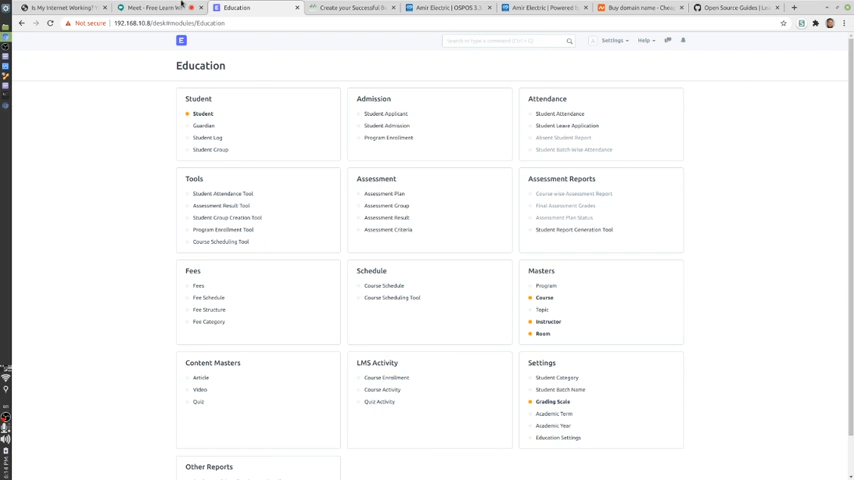 Is My Internet Working?
Meet - Free Learn W
Education
Create your Successful B
Amir Electric | OSPOS 3.3
Amir Electric | Powered b
Buy domain name - Chea
Open Source Guides |
Not secure
192.168.10.8/desk#modules/Education
E
Search or type a command (Ctrl + G)
A
Settings
Help
Education
Student
Student
Guardian
Student Log
Student Group
Admission
Student Applicant
Student Admission
Program Enrollment
Attendance
Student Attendance
Student Leave Application
Absent Student Report
Student Batch-Wise Attendance
Tools
Student Attendance Tool
Assessment Result Tool
Student Group Creation Tool
Program Enrollment Tool
Course Scheduling Tool
Assessment
Assessment Plan
Assessment Group
Assessment Result
Assessment Criteria
Assessment Reports
Course wise Assessment Report
Final Assessment Grades
Assessment Plan Status
Student Report Generation Tool
Fees
Fees
Fee Schedule
Fee Structure
Fee Category
Schedule
Course Schedule
Course Scheduling Tool
Masters
Program
Course
Topic
Instructor
Room
Content Masters
Article
Video
Quiz
LMS Activity
Course Enrollment
Course Activity
Quiz Activity
Settings
Student Category
Student Batch Name
Grading Scale
Academic Term
Academic Year
Education Settings
Other Reports